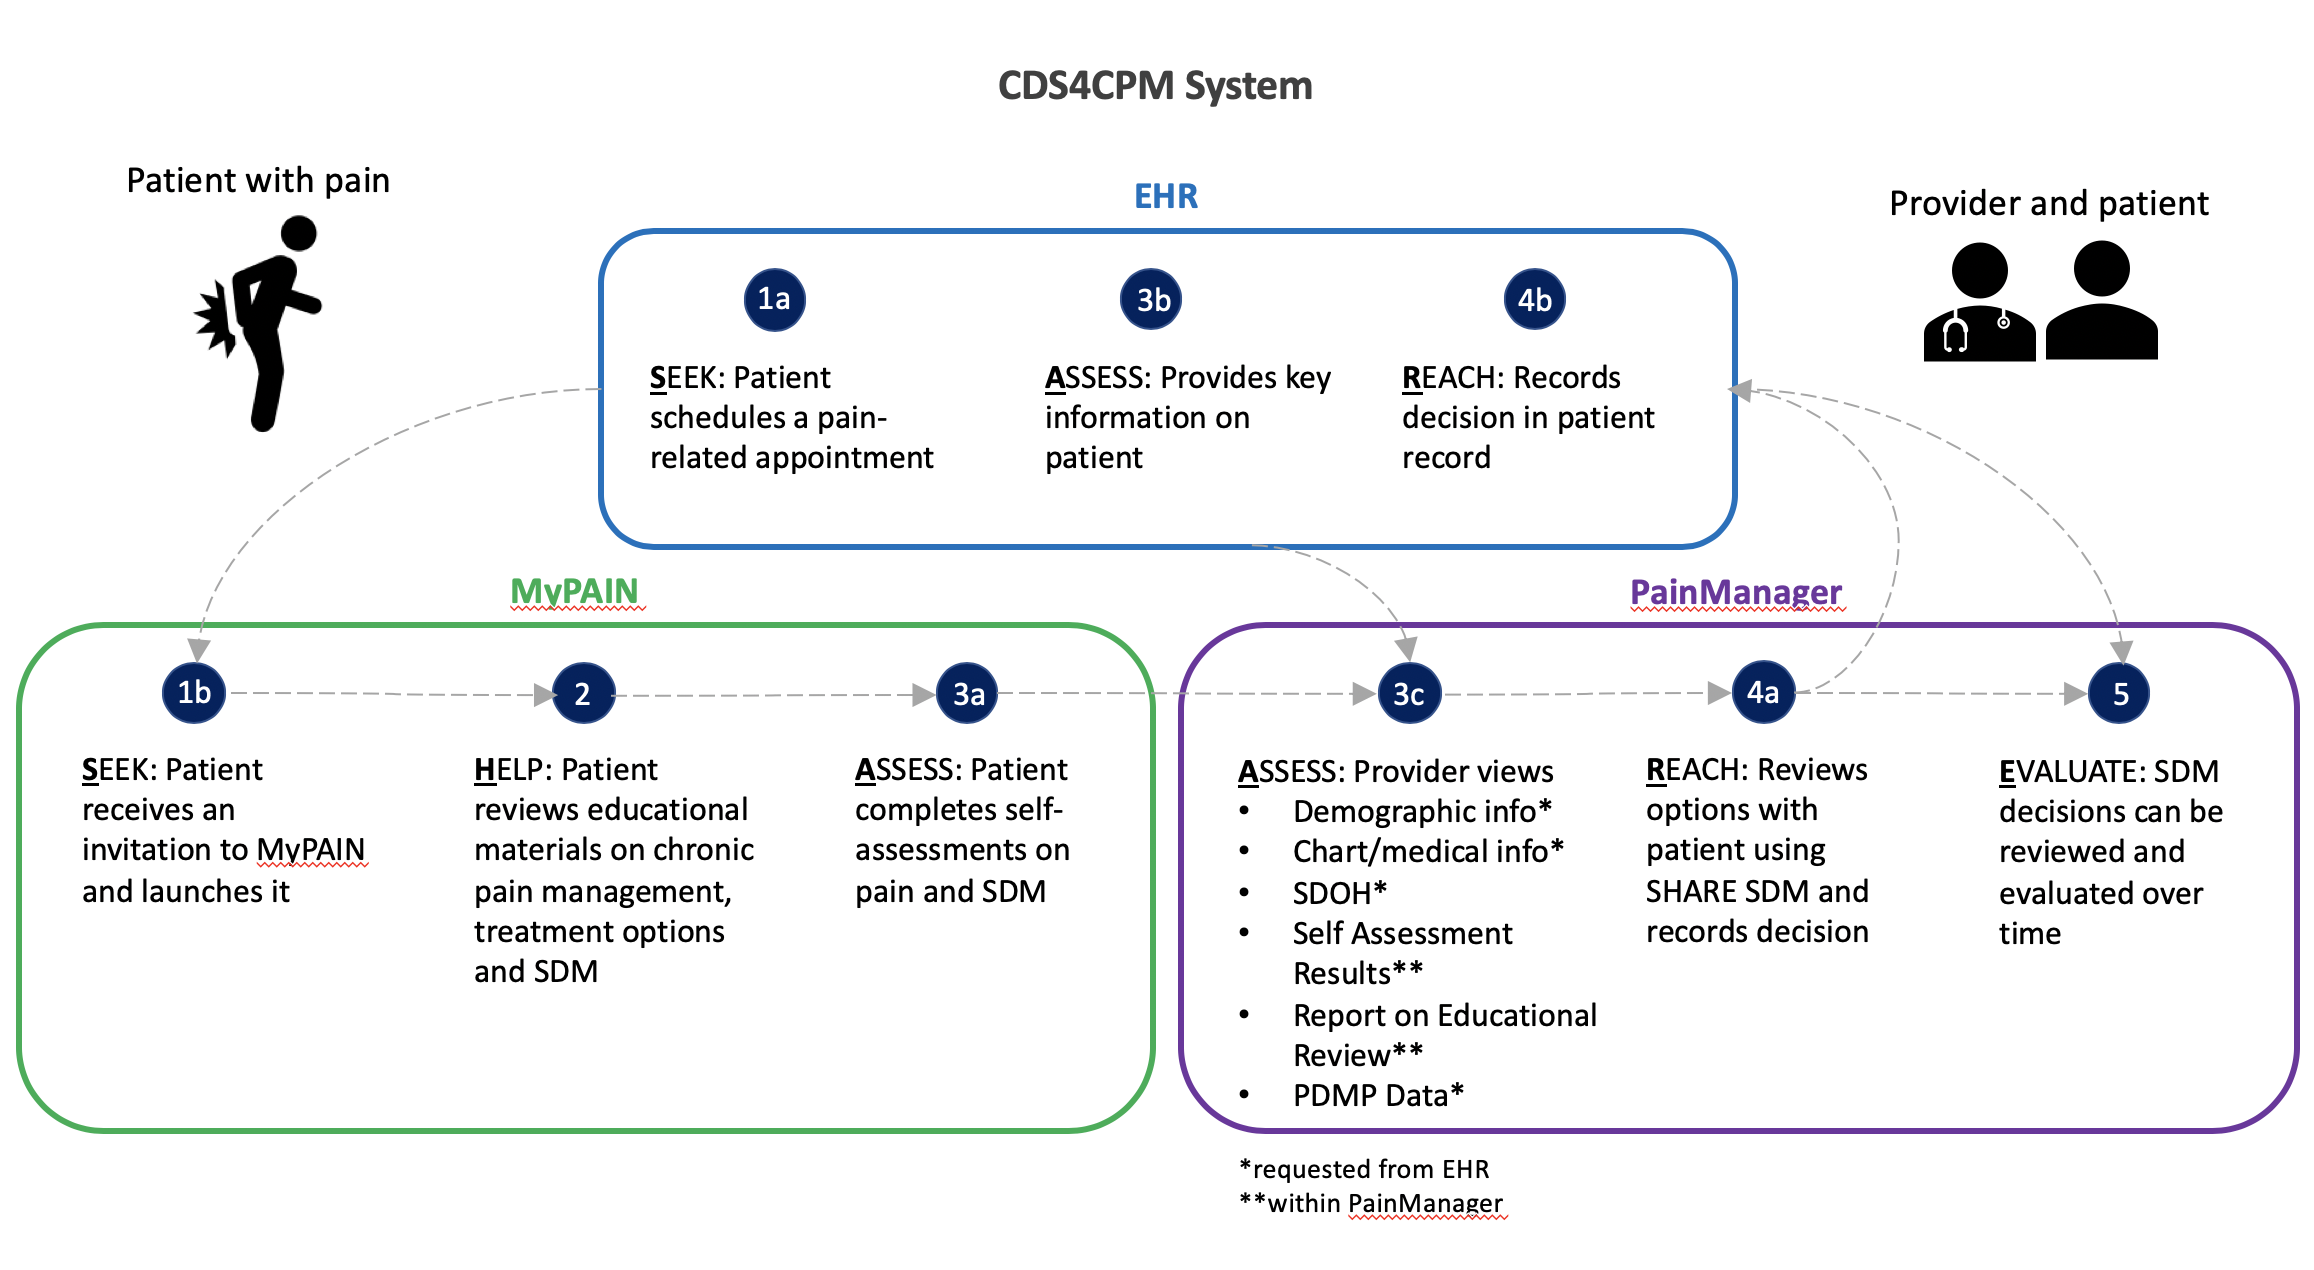 CDS4CPM System
Patient with pain
EHR
Provider and patient
1a
3b
4b
SEEK: Patient
schedules a pain-
related appointment
ASSESS: Provides key
information on
patient
REACH: Records
decision in patient
record
MyPAIN
PainManager
1b
2
3a
3c
4a
5
SEEK: Patient
receives an
invitation to MyPAIN
and launches it
HELP: Patient
reviews educational
materials on chronic
pain management,
treatment options
and SDM
ASSESS: Patient
completes self-
assessments on
pain and SDM
ASSESS: Provider views
• Demographic info*
• Chart/medical info*
• SDOH*
• Self Assessment
Results**
• Report on Educational
Review**
• PDMP Data*
REACH: Reviews
options with
patient using
SHARE SDM and
records decision
EVALUATE: SDM
decisions can be
reviewed and
evaluated over
time
*requested from EHR
**within PainManager